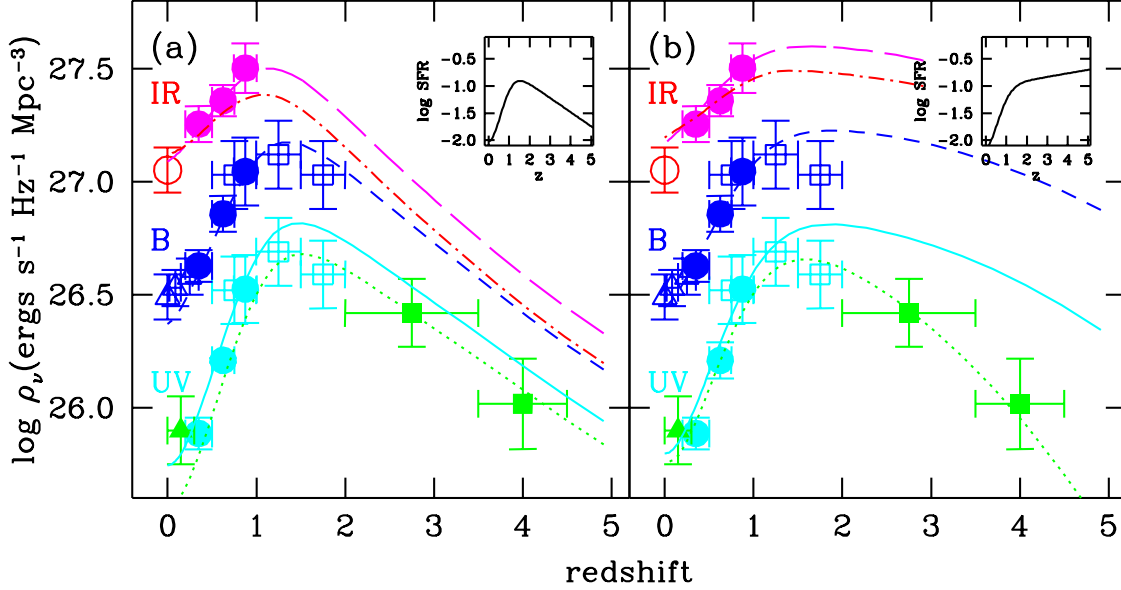 log ρν(ergs s−1 Hz−1 Mpc−3)
27.5
27.0
26.5
26.0
(a)
IR
B
UV
log SFR
−0.5
−1.0
−1.5
−2.0
0 1 2 3 4 5
z
0 1 2 3 4
(b)
IR
B
UV
log SFR
−0.5
−1.0
−1.5
−2.0
0 1 2 3 4 5
z
0 1 2 3 4 5
redshift